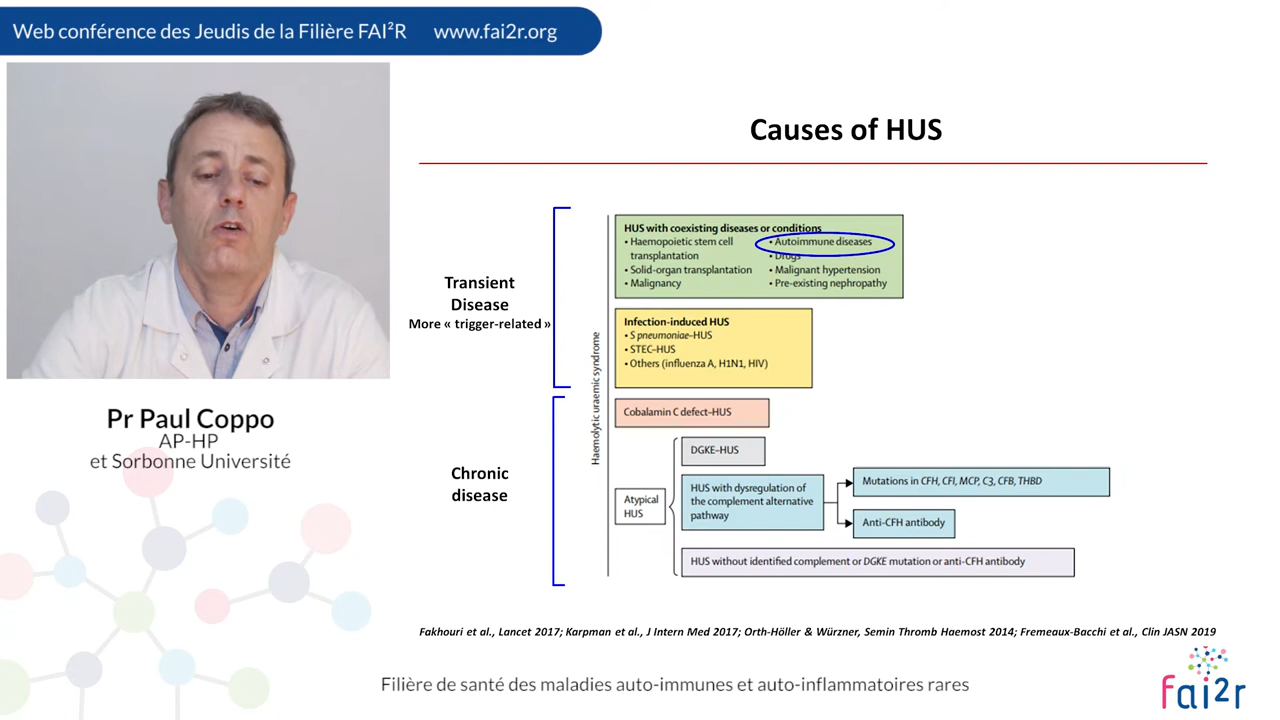 Web conférence des Jeudis de la Filière FAI²R www.fai2r.org
Pr Paul Coppo
AP-HP
et Sorbonne Université
Causes of HUS
Transient
Disease
More « trigger-related »
Chronic
disease
Haemolytic uraemic syndrome
HUS with coexisting diseases or conditions
• Haemopoietic stem cell
transplantation
• Solid-organ transplantation
• Malignancy
• Autoimmune diseases
• Drugs
• Malignant hypertension
• Pre-existing nephropathy
Infection-induced HUS
• S pneumoniae–HUS
• STEC–HUS
• Others (influenza A, H1N1, HIV)
Cobalamin C defect–HUS
Atypical
HUS
DGKE–HUS
HUS with dysregulation of
the complement alternative
pathway
Mutations in CFH, CFI, MCP, C3, CFB, THBD
Anti-CFH antibody
HUS without identified complement or DGKE mutation or anti-CFH antibody
Fakhouri et al., Lancet 2017; Karpman et al., J Intern Med 2017; Orth-Höller & Würzner, Semin Thromb Haemost 2014; Fremeaux-Bacchi et al., Clin JASN 2019
Filière de santé des maladies auto-immunes et auto-inflammatoires rares
fai2r